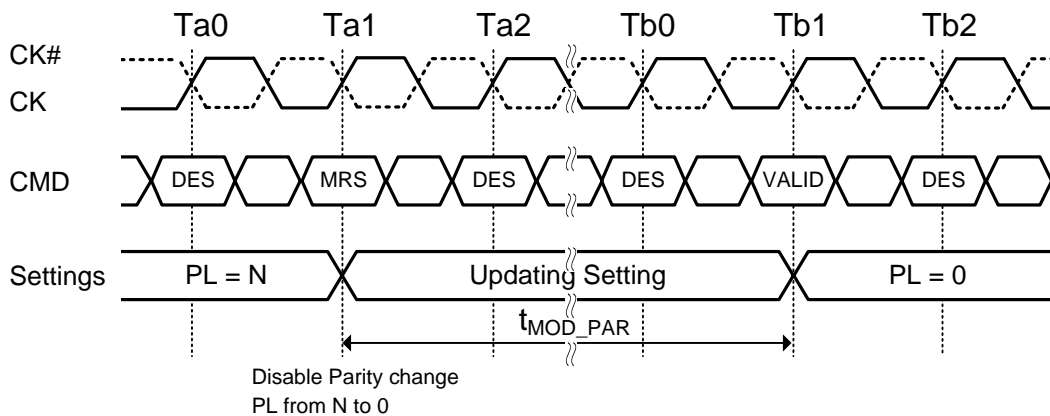 Ta0 Ta1 Ta2 Tb0 Tb1 Tb2
CK#
CK
CMD DES MRS DES DES VALID DES
Settings PL = N Updating Setting PL = 0
tMOD_PAR
Disable Parity change
PL from N to 0